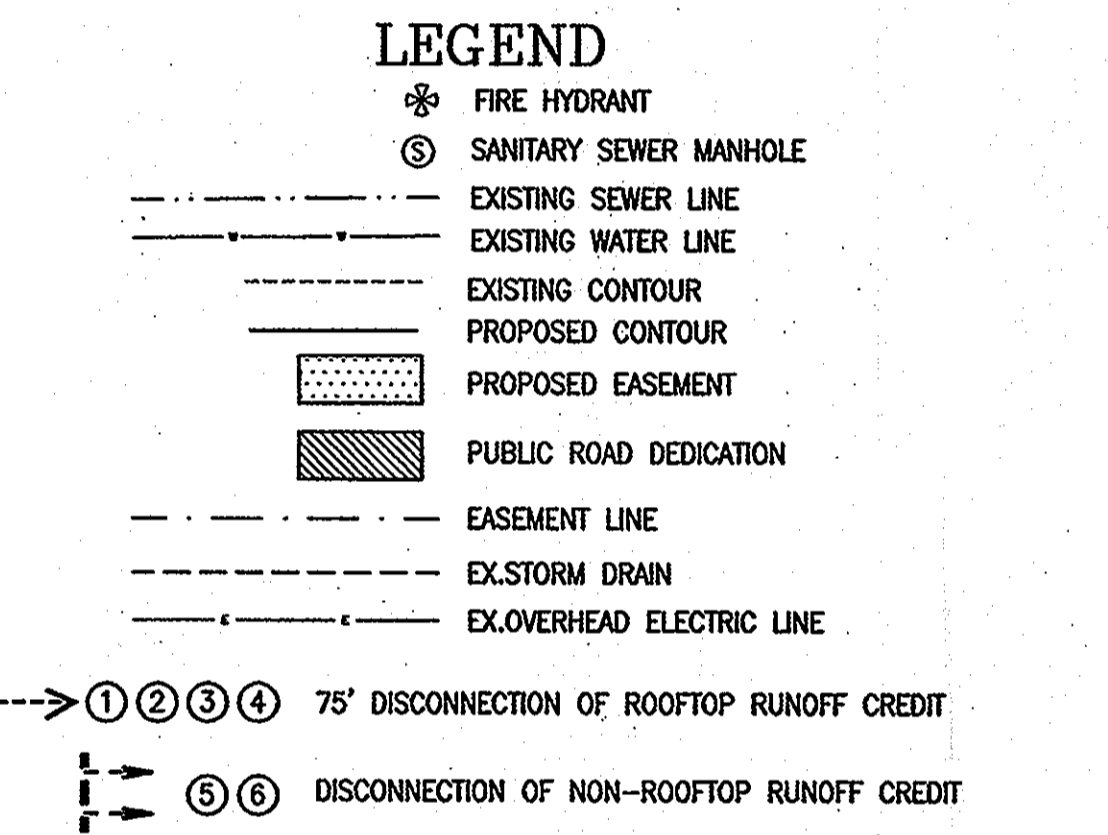 LEGEND
FIRE HYDRANT
S SANITARY SEWER MANHOLE
EXISTING SEWER LINE
EXISTING WATER LINE
EXISTING CONTOUR
PROPOSED CONTOUR
PROPOSED EASEMENT
PUBLIC ROAD DEDICATION
EASEMENT LINE
EX.STORM DRAIN
E E EX.OVERHEAD ELECTRIC LINE
1 2 3 4 75' DISCONNECTION OF ROOFTOP RUNOFF CREDIT
5 6 DISCONNECTION OF NON-ROOFTOP RUNOFF CREDIT